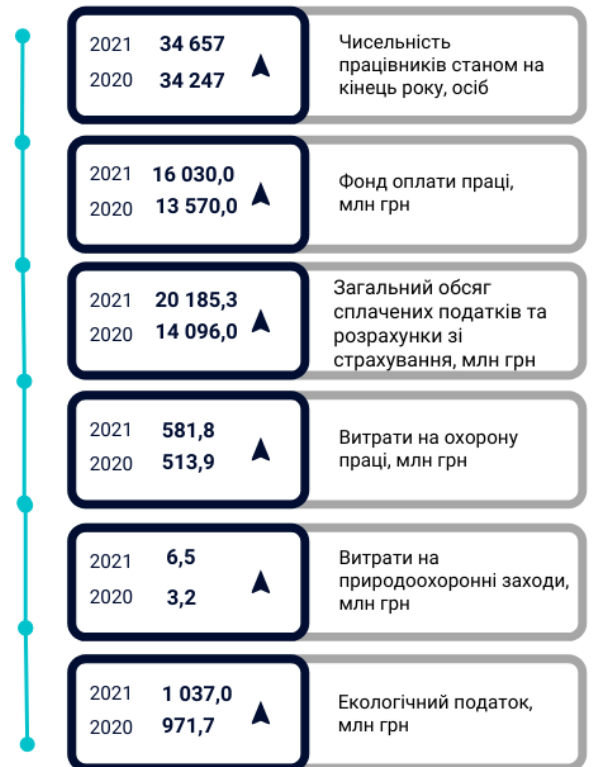 2021 34 657
2020 34 247
Чисельність
працівників станом на
кінець року, осіб
2021 16 030,0
2020 13 570,0
Фонд оплати праці,
млн грн
2021 20 185,3
2020 14 096,0
Загальний обсяг
сплачених податків та
розрахунки зі
страхування, млн грн
2021 581,8
2020 513,9
Витрати на охорону
праці, млн грн
2021 6,5
2020 3,2
Витрати на
природоохоронні заходи,
млн грн
2021 1 037,0
2020 971,7
Екологічний податок,
млн грн